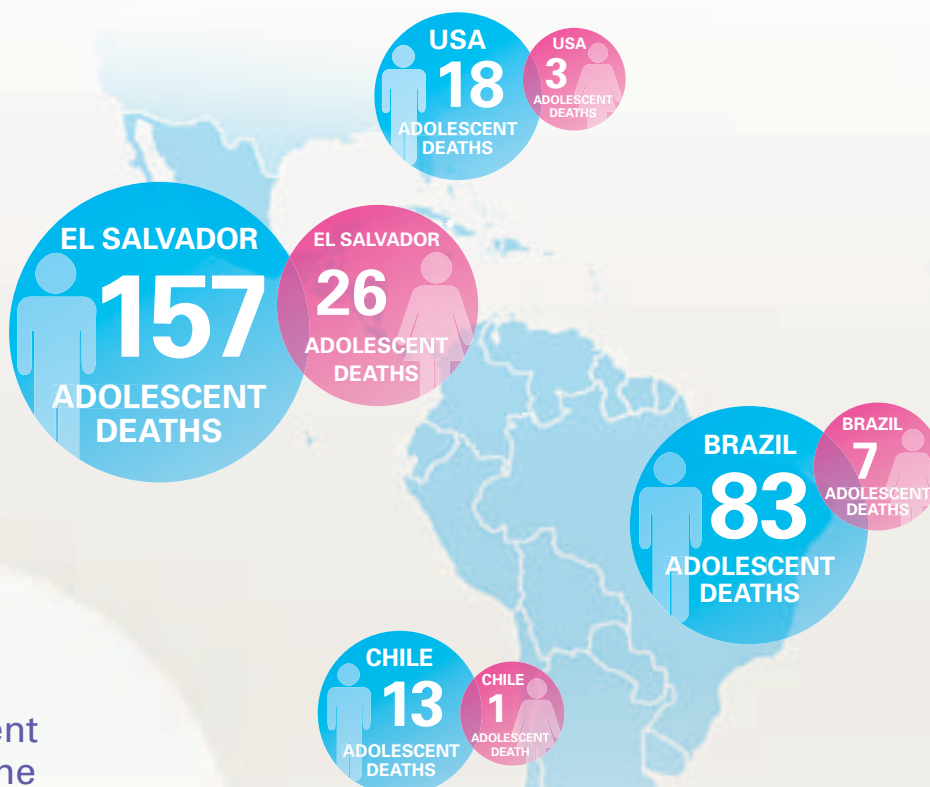 USA
18
ADOLESCENT
DEATHS
USA
3
ADOLESCENT
DEATHS
EL SALVADOR
157
ADOLESCENT
DEATHS
EL SALVADOR
26
ADOLESCENT
DEATHS
BRAZIL
83
ADOLESCENT
DEATHS
BRAZIL
7
ADOLESCENT
DEATHS
CHILE
13
ADOLESCENT
DEATHS
CHILE
1
ADOLESCENT
DEATH